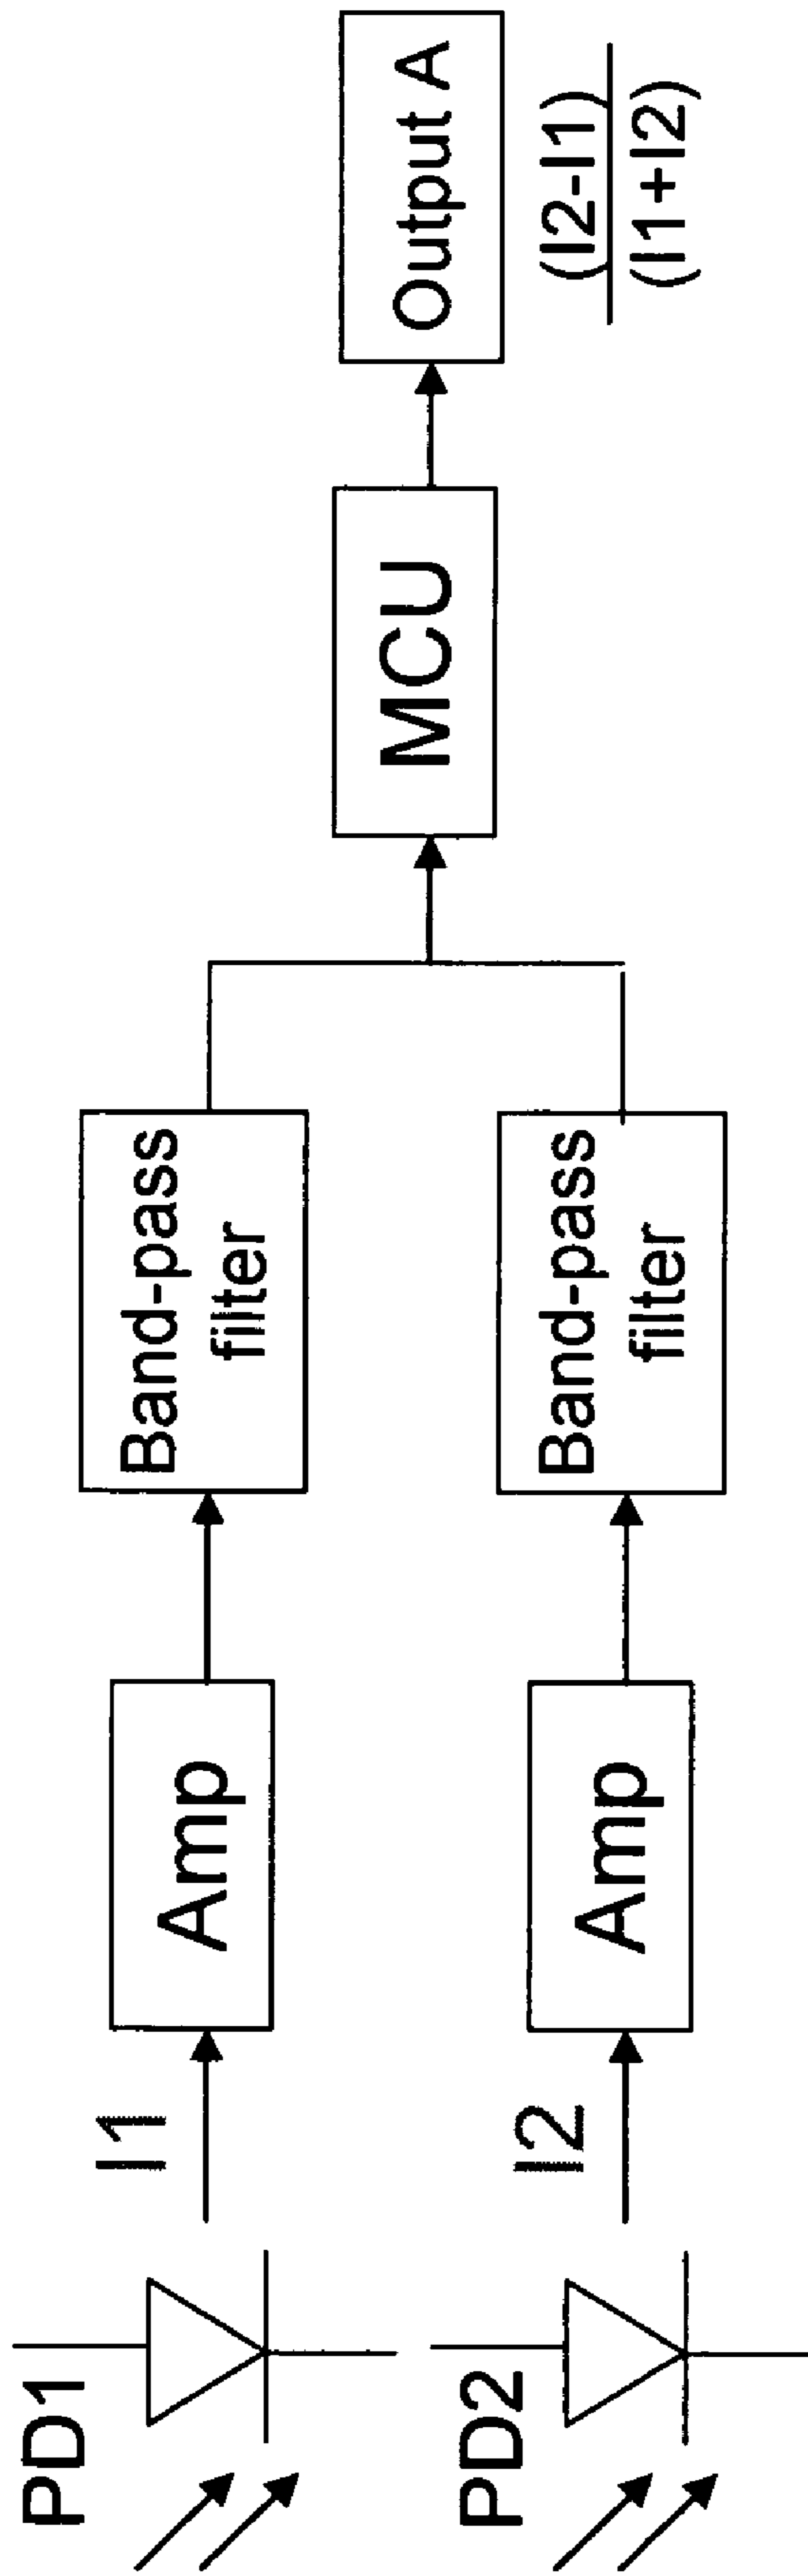 PD1
I1
Amp
Band-pass
filter
PD2
I2
Amp
Band-pass
filter
MCU
Output A
(I2-I1)
(I1+I2)